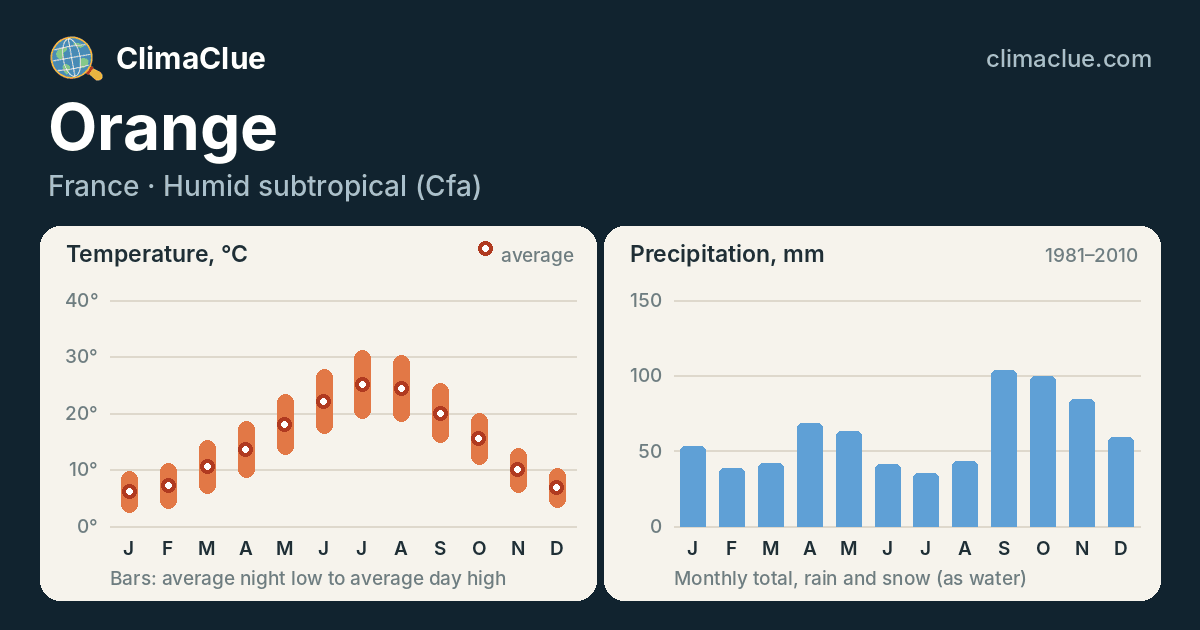 ClimaClue
climaclue.com
Orange
France · Humid subtropical (Cfa)
Temperature, °C
average
40°
30°
20°
10°
0°
J F M A M J J A S O N D
Bars: average night low to average day high
Precipitation, mm
1981–2010
150
100
50
0
J F M A M J J A S O N D
Monthly total, rain and snow (as water)